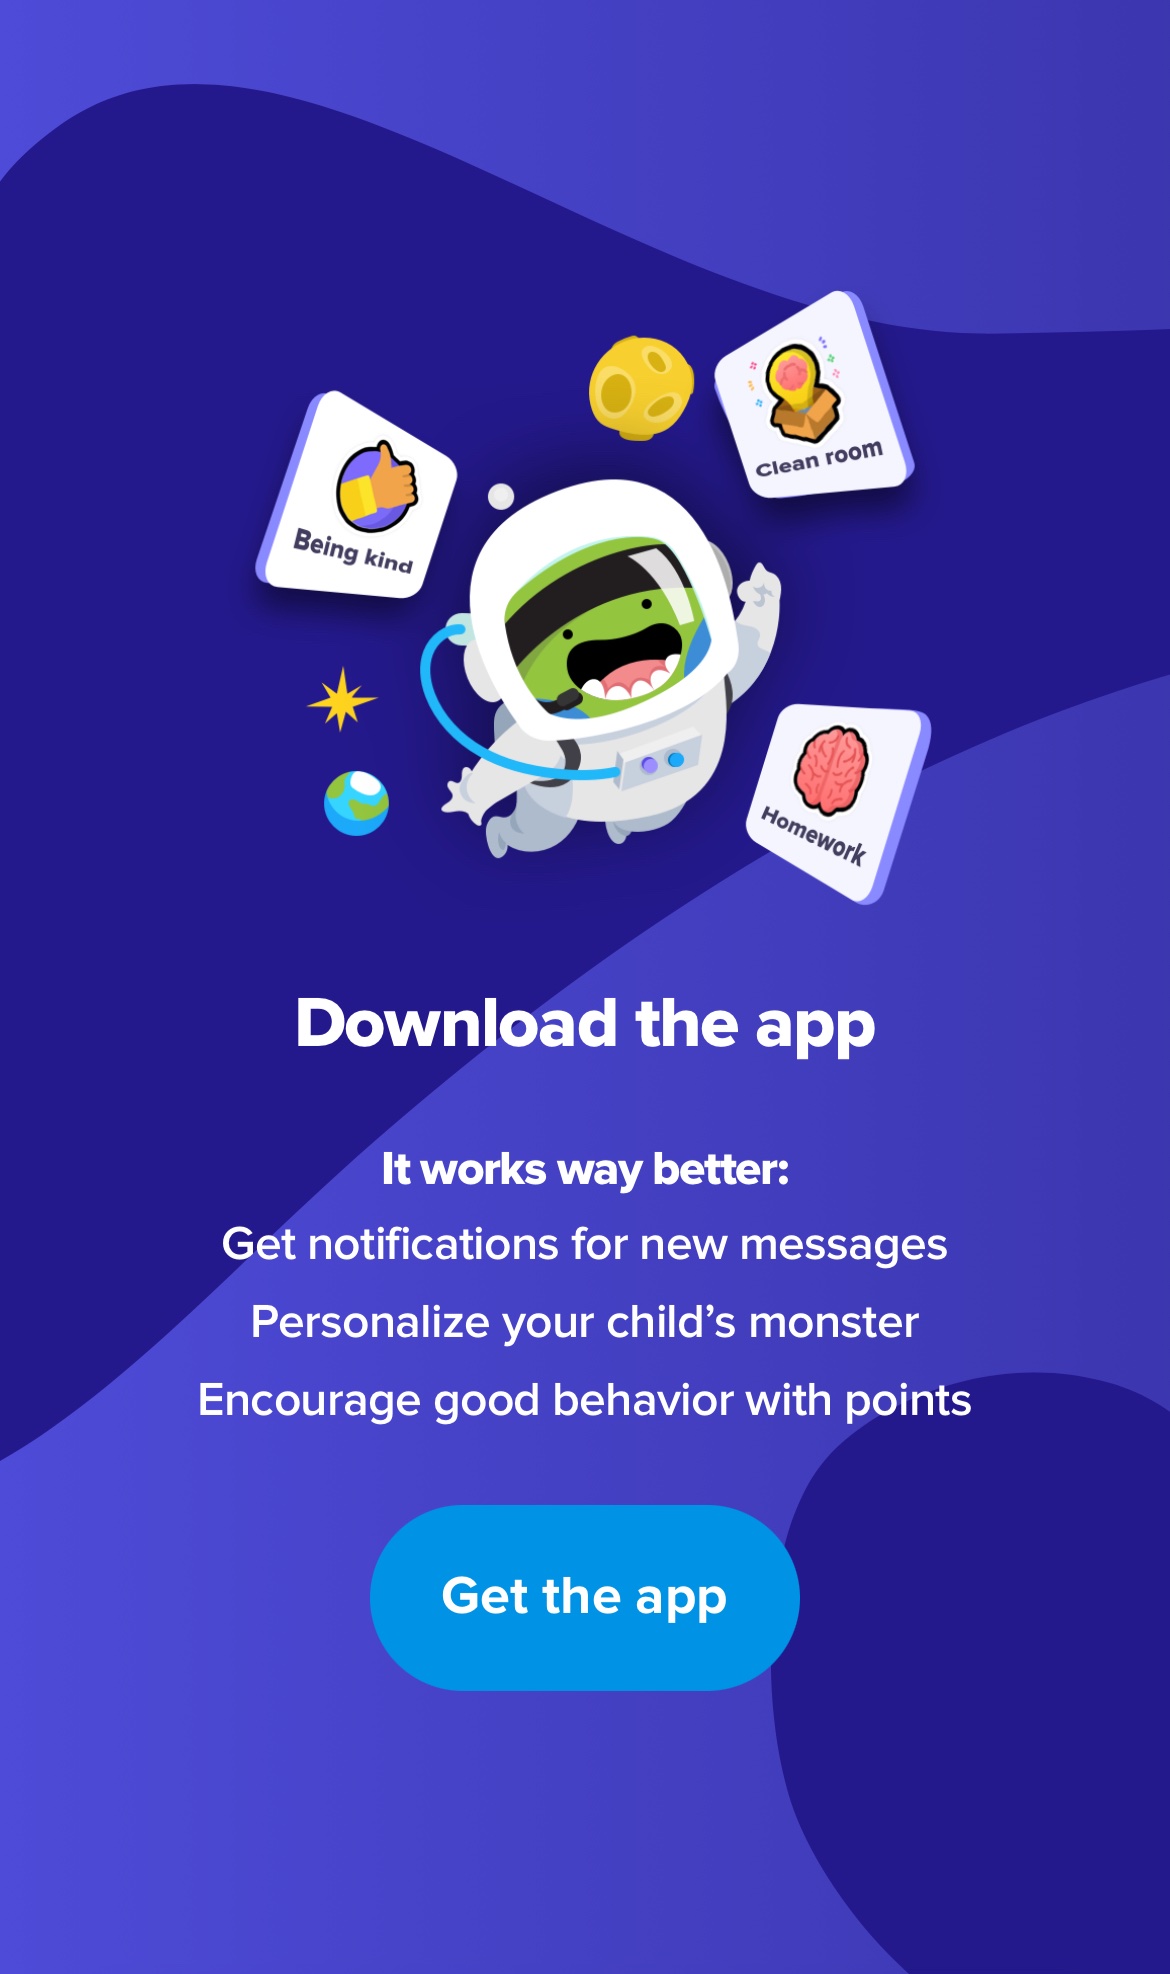 Clean room
Being kind
Homework
Download the app
It works way better:
Get notifications for new messages
Personalize your child’s monster
Encourage good behavior with points
Get the app